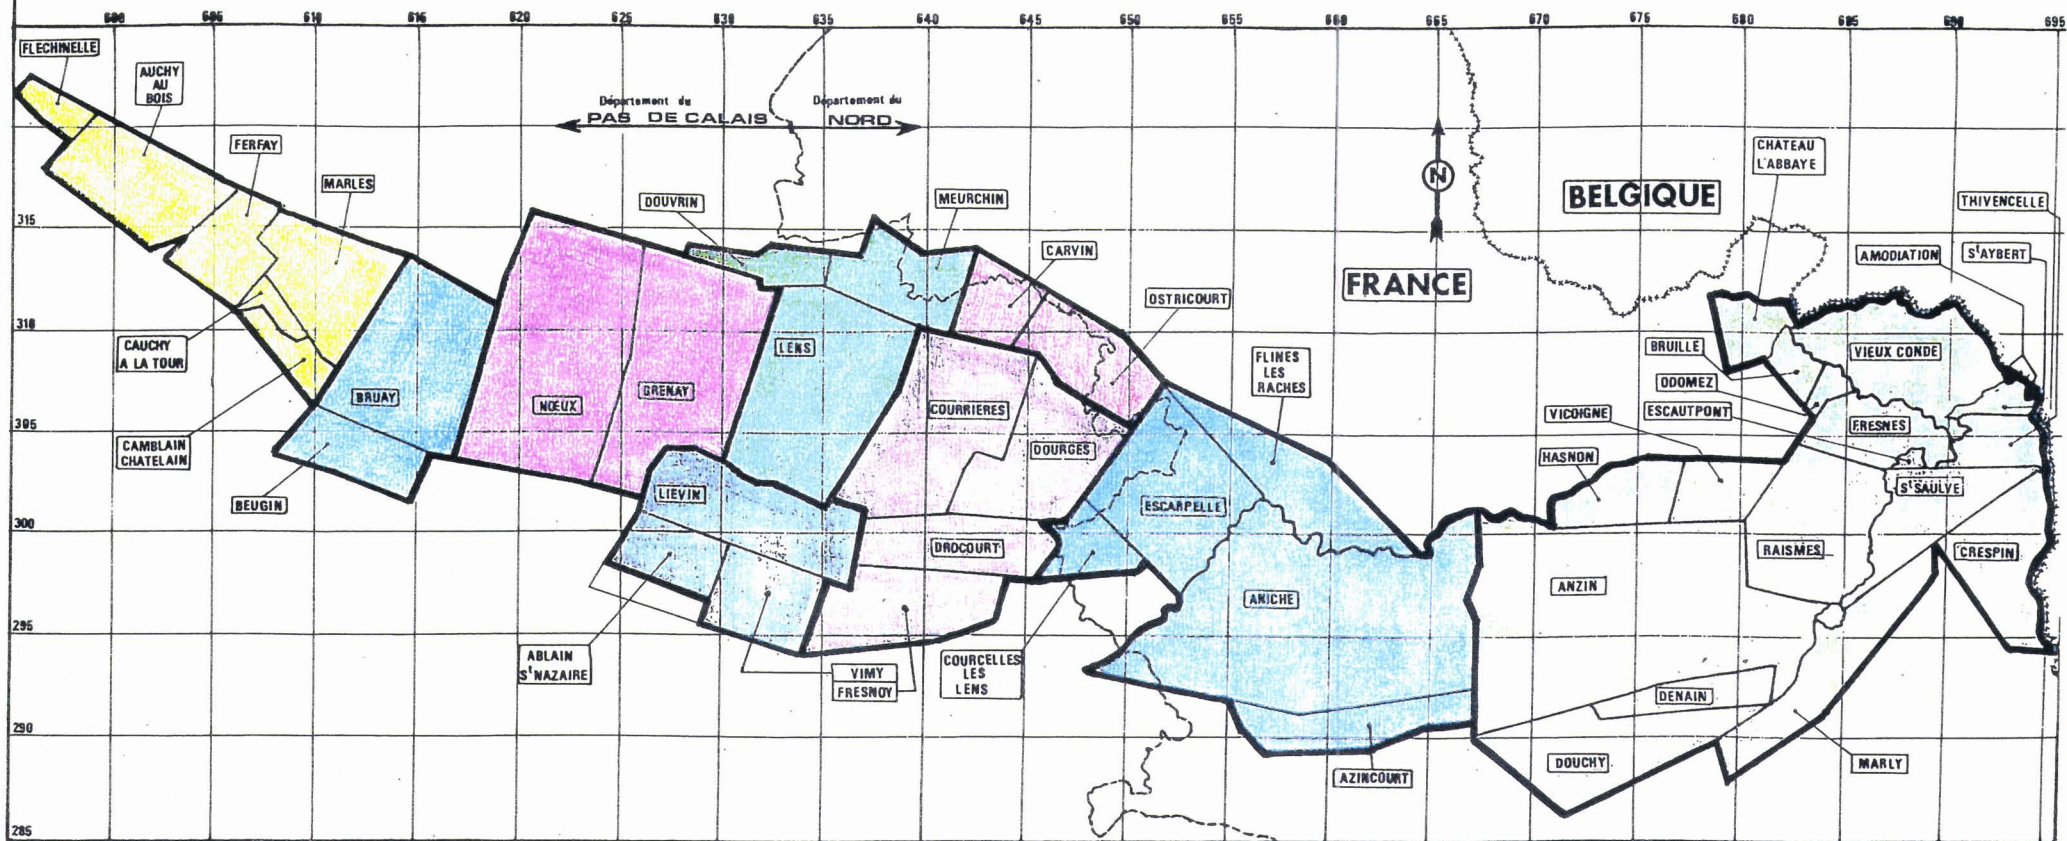 600
605
610
615
620
625
630
635
640
645
650
655
660
665
670
675
680
685
690
695
FLECHINELLE
AUCHY
AU
BOIS
FERFAY
MARLES
Département du
PAS DE CALAIS
Département du
NORD
DOUVRIN
MEURCHIN
CARVIN
OSTRICOURT
N
BELGIQUE
FRANCE
CHATEAU
L'ABBAYE
THIVENCELLE
AMODIATION
St AYBERT
315
310
305
300
295
290
285
CAUCHY
A LA TOUR
CAMBLAIN
CHATELAIN
BRUAY
BEUGIN
NŒUX
GRENAY
LENS
LIEVIN
COURRIERES
DOURGES
DROCOURT
FLINES
LES
RACHES
ESCARPELLE
ANICHE
BRUILLE
ODOMEZ
VICOIGNE
ESCAUTPONT
HASNON
VIEUX CONDE
FRESNES
St SAULVE
RAISMES
CRESPIN
ANZIN
ABLAIN
St NAZAIRE
VIMY
FRESNOY
COURCELLES
LES
LENS
AZINCOURT
DENAIN
DOUCHY
MARLY